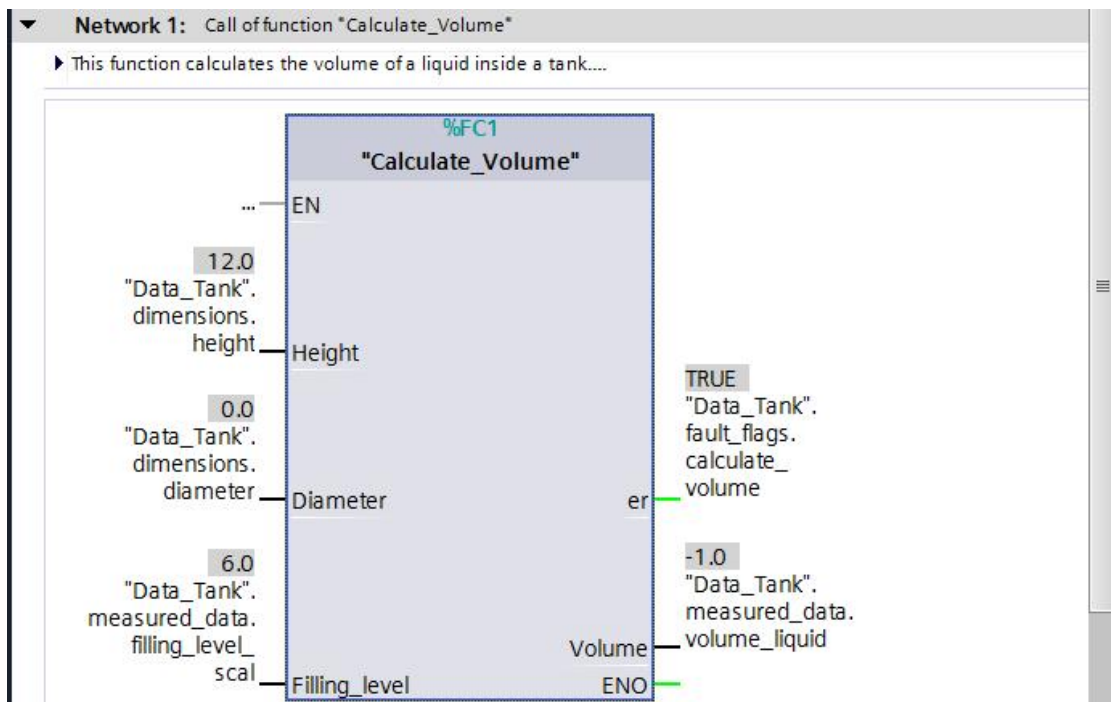 Network 1: Call of function "Calculate_Volume"
This function calculates the volume of a liquid inside a tank....
%FC1
"Calculate_Volume"
...
EN
12.0
"Data_Tank".
dimensions.
height
Height
0.0
"Data_Tank".
dimensions.
diameter
Diameter
6.0
"Data_Tank".
measured_data.
filling_level_
scal
Filling_level
TRUE
"Data_Tank".
fault_flags.
calculate_
volume
er
-1.0
"Data_Tank".
measured_data.
volume_liquid
Volume
ENO